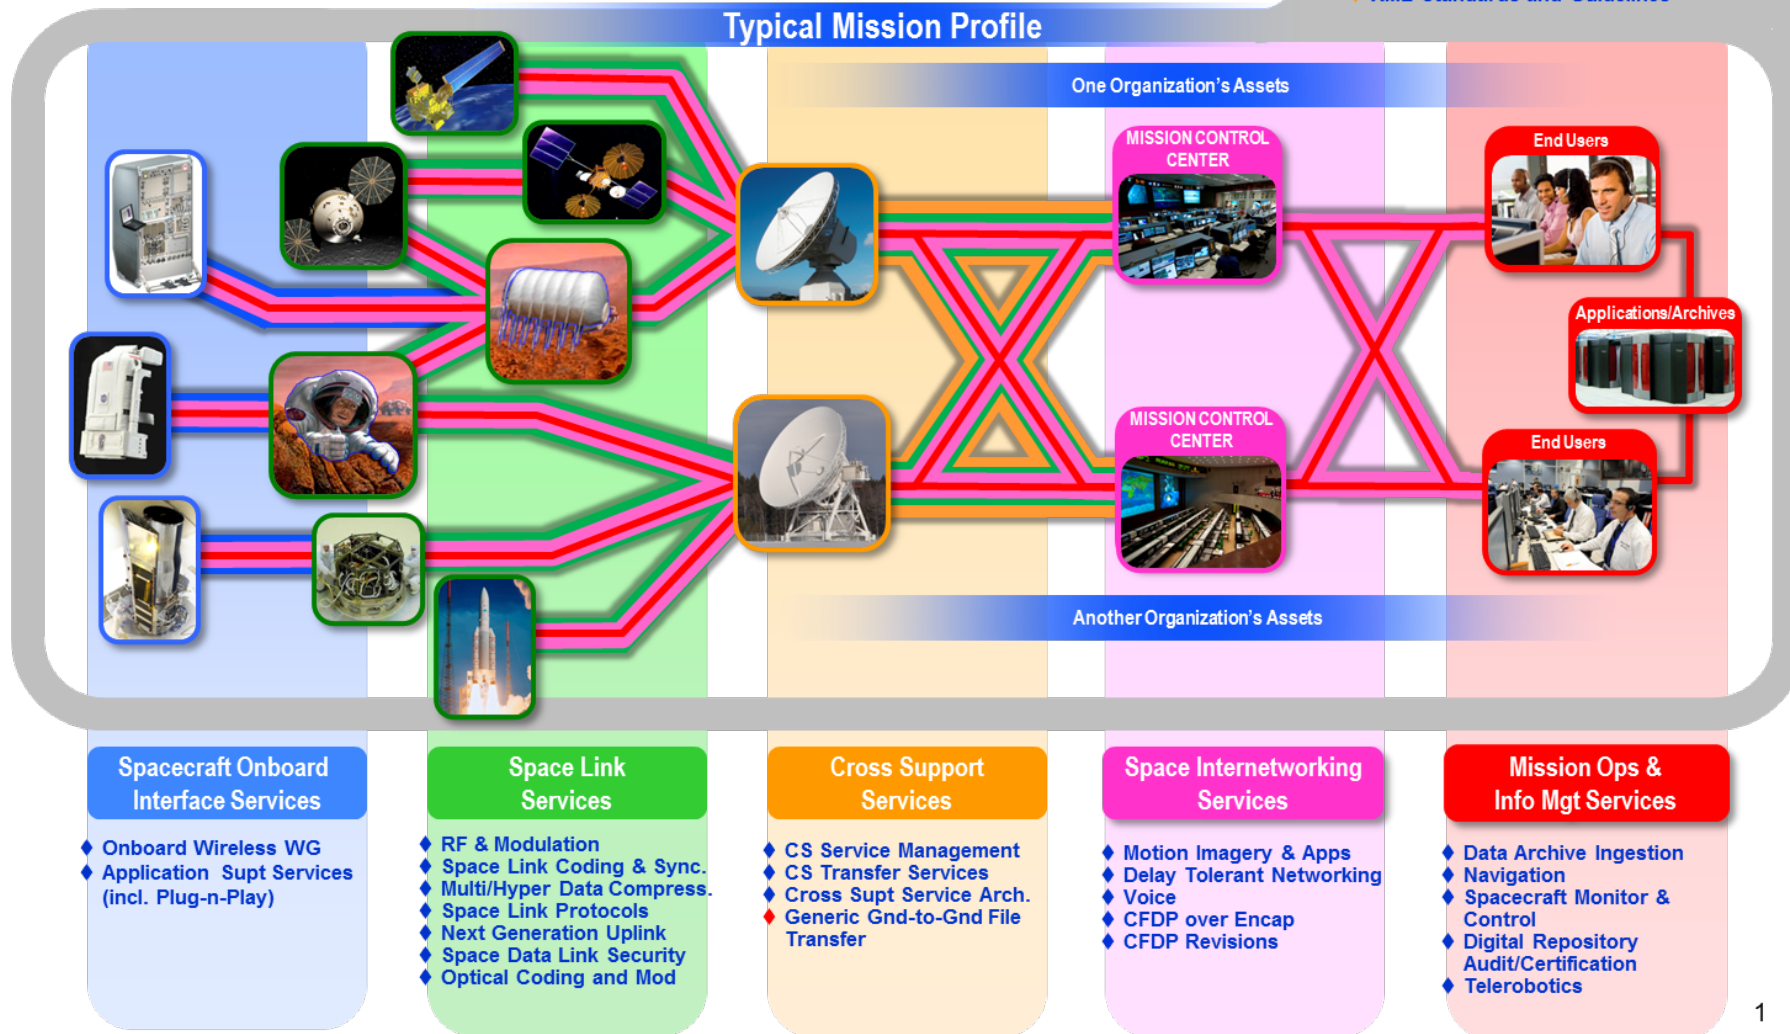 XML Standards and Guidelines
Typical Mission Profile
One Organization's Assets
MISSION CONTROL
CENTER
End Users
Applications/Archives
MISSION CONTROL
CENTER
End Users
Another Organization's Assets
Spacecraft Onboard
Interface Services
♦ Onboard Wireless WG
♦ Application Supt Services
(incl. Plug-n-Play)
Space Link
Services
♦ RF & Modulation
♦ Space Link Coding & Sync.
♦ Multi/Hyper Data Compress.
♦ Space Link Protocols
♦ Next Generation Uplink
♦ Space Data Link Security
♦ Optical Coding and Mod
Cross Support
Services
♦ CS Service Management
♦ CS Transfer Services
♦ Cross Supt Service Arch.
♦ Generic Gnd-to-Gnd File
Transfer
Space Internetworking
Services
♦ Motion Imagery & Apps
♦ Delay Tolerant Networking
♦ Voice
♦ CFDP over Encap
♦ CFDP Revisions
Mission Ops &
Info Mgt Services
♦ Data Archive Ingestion
♦ Navigation
♦ Spacecraft Monitor &
Control
♦ Digital Repository
Audit/Certification
♦ Telerobotics
1